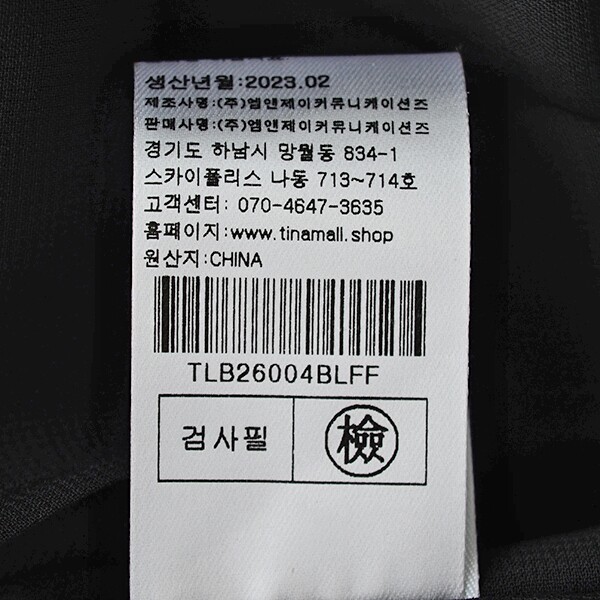 생산년월:2023.02
제조사명:(주)엠앤제이커뮤니케이션즈
판매사명:(주)엠앤제이커뮤니케이션즈
경기도 하남시 망월동 834-1
스카이폴리스 나동 713~714호
고객센터: 070-4647-3635
홈페이지:www.tinamall.shop
원산지:CHINA
TLB26004BLFF
검사필 檢